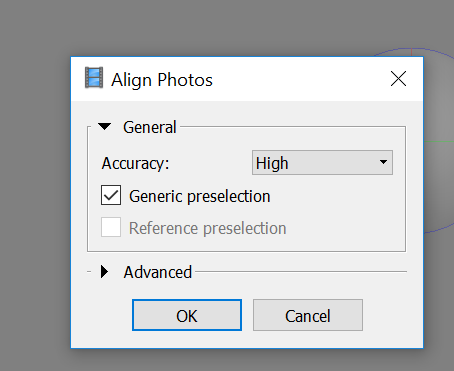 Align Photos
General
Accuracy: High
Generic preselection
Reference preselection
Advanced
OK Cancel